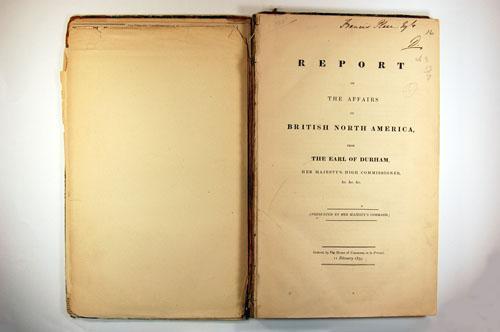 REPORT
ON
THE AFFAIRS
OF
BRITISH NORTH AMERICA,
FROM
THE EARL OF DURHAM,
HER MAJESTY'S HIGH COMMISSIONER,
&c. &c. &c.
(PRESENTED BY HER MAJESTY'S COMMAND.)
Ordered, by The House of Commons, to be Printed,
11 February 1839.